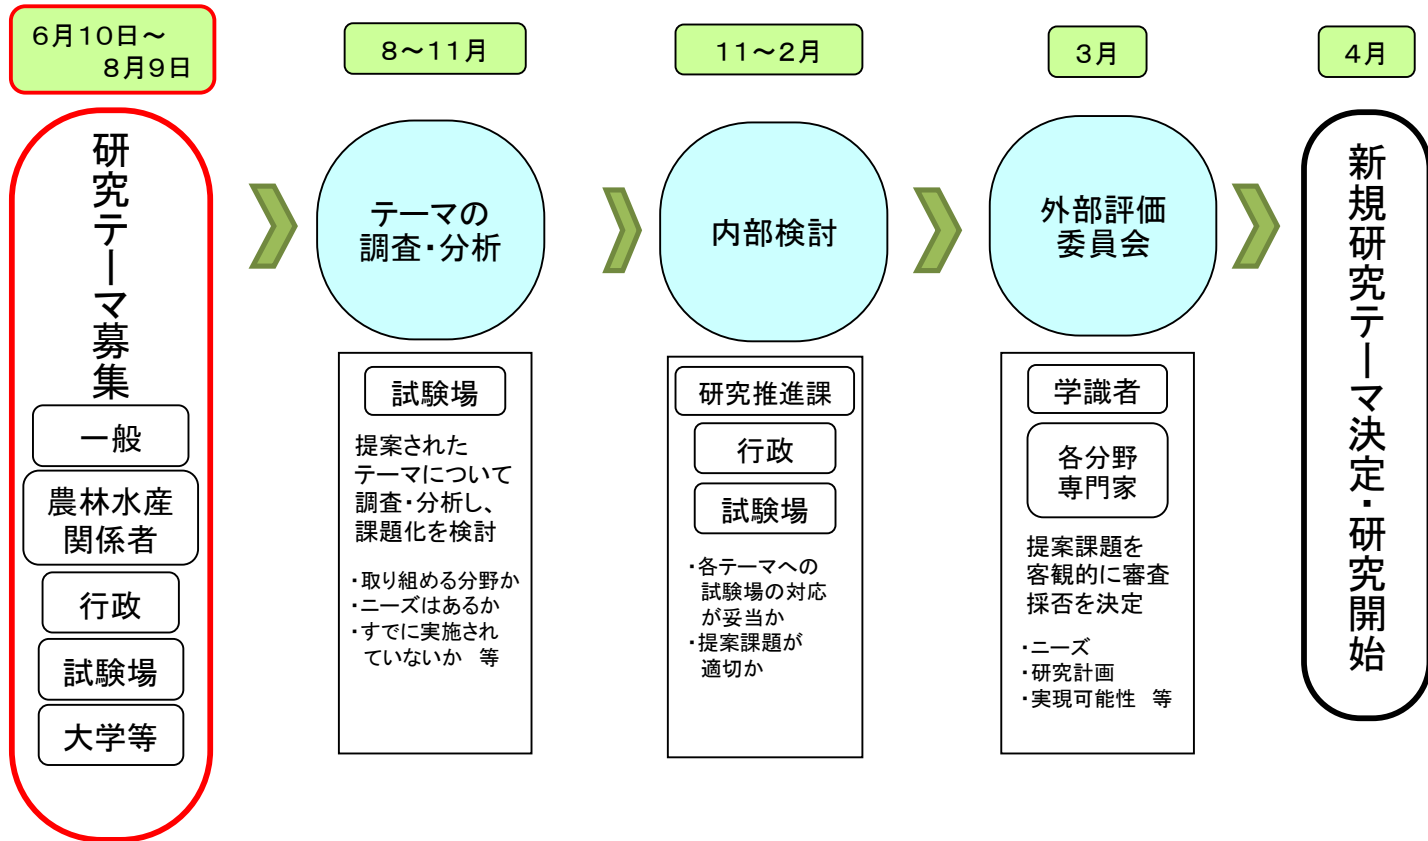 6月10日～
8月9日
研究テーマ募集
一般
農林水産
関係者
行政
試験場
大学等
8～11月
テーマの
調査・分析
試験場
提案された
テーマについて
調査・分析し、
課題化を検討
・取り組める分野か
・ニーズはあるか
・すでに実施され
ていないか　等
11～2月
内部検討
研究推進課
行政
試験場
・各テーマへの
試験場の対応
が妥当か
・提案課題が
適切か
3月
外部評価
委員会
学識者
各分野
専門家
提案課題を
客観的に審査
採否を決定
・ニーズ
・研究計画
・実現可能性　等
4月
新規研究テーマ決定・研究開始